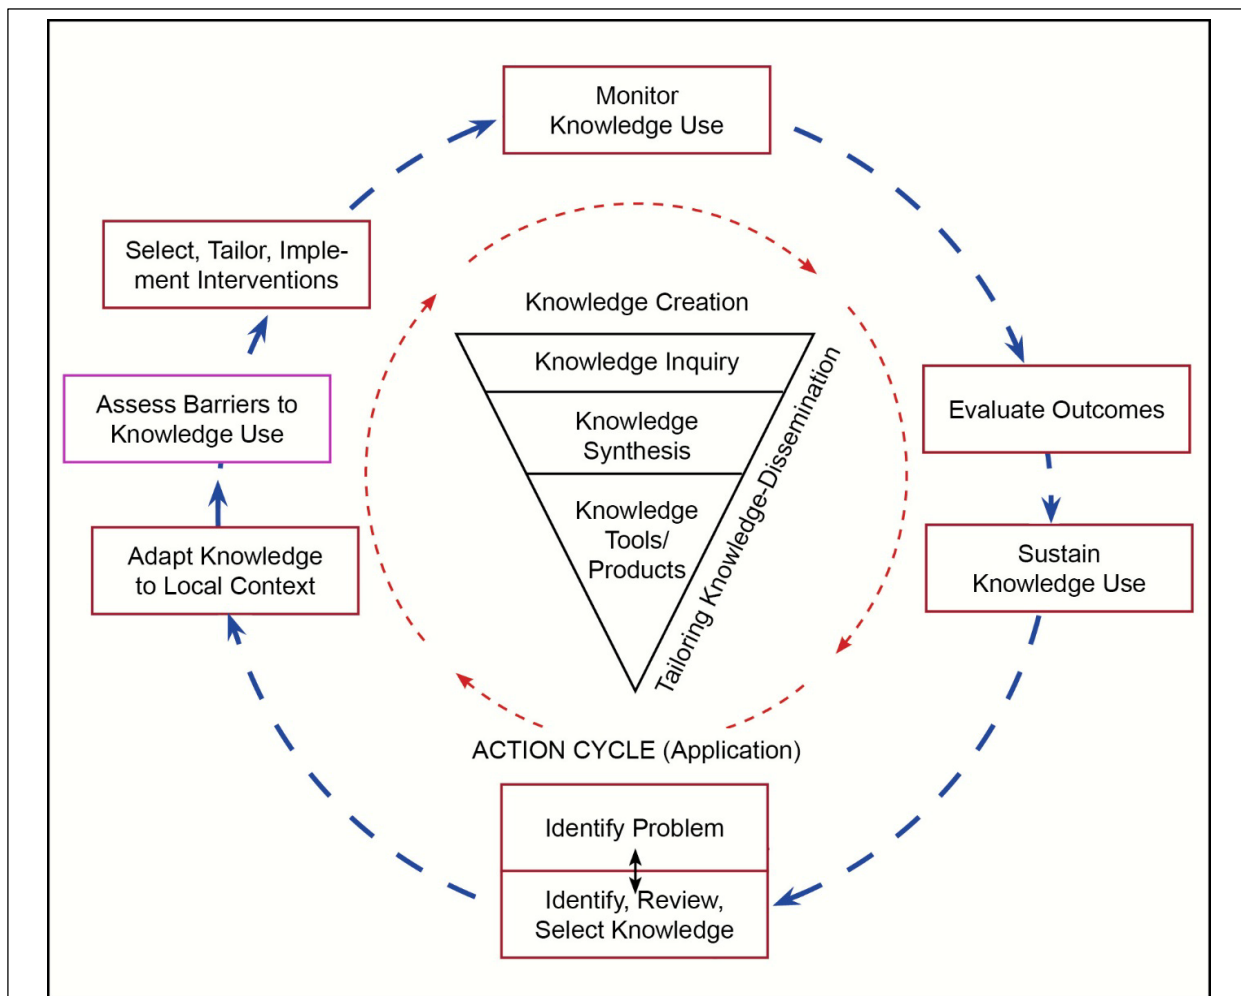 Monitor
Knowledge Use
Select, Tailor, Imple-
ment Interventions
Knowledge Creation
Knowledge Inquiry
Knowledge
Synthesis
Knowledge
Tools/
Products
Tailoring Knowledge-Dissemination
Assess Barriers to
Knowledge Use
Evaluate Outcomes
Adapt Knowledge
to Local Context
Sustain
Knowledge Use
ACTION CYCLE (Application)
Identify Problem
Identify, Review,
Select Knowledge